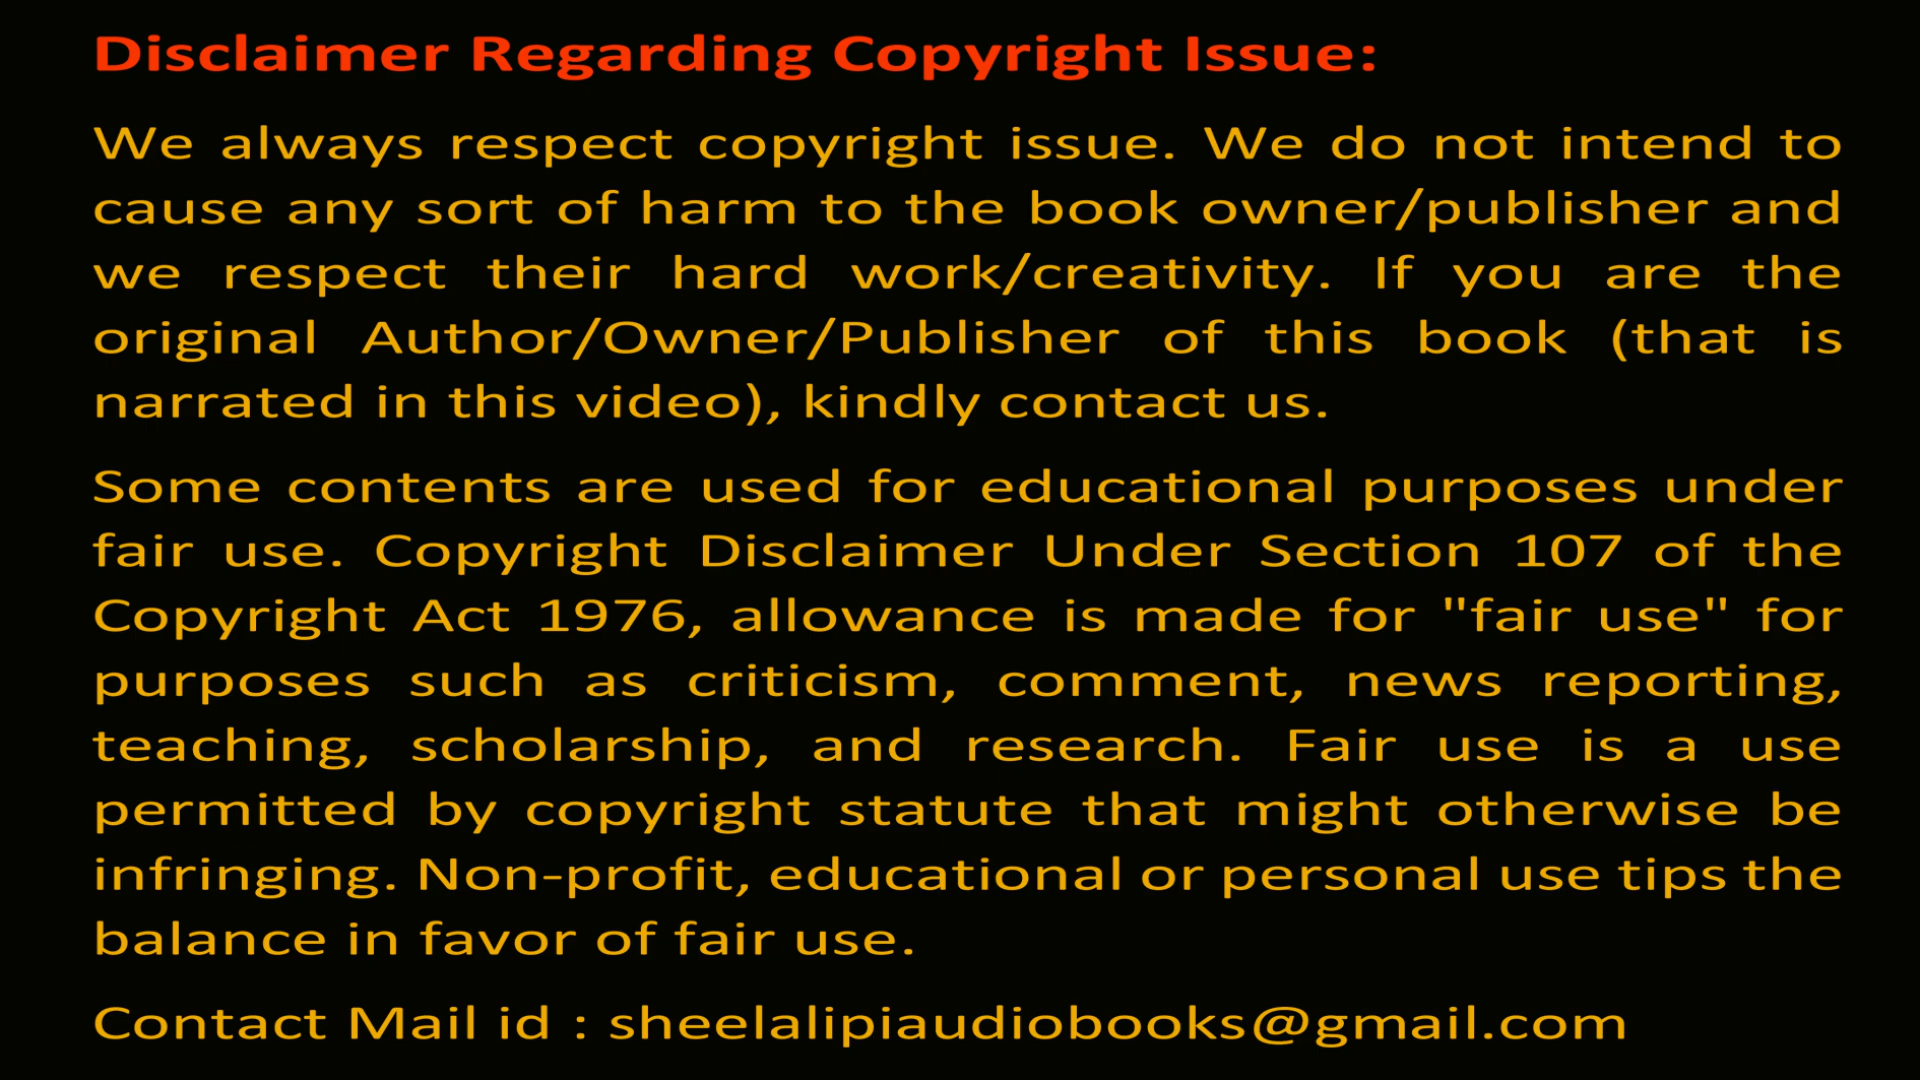 Disclaimer Regarding Copyright Issue:
We always respect copyright issue. We do not intend to
cause any sort of harm to the book owner/publisher and
we respect their hard work/creativity. If you are the
original Author/Owner/Publisher of this book (that is
narrated in this video), kindly contact us.
Some contents are used for educational purposes under
fair use. Copyright Disclaimer Under Section 107 of the
Copyright Act 1976, allowance is made for "fair use" for
purposes such as criticism, comment, news reporting,
teaching, scholarship, and research. Fair use is a use
permitted by copyright statute that might otherwise be
infringing. Non-profit, educational or personal use tips the
balance in favor of fair use.
Contact Mail id : sheelalipiaudiobooks@gmail.com